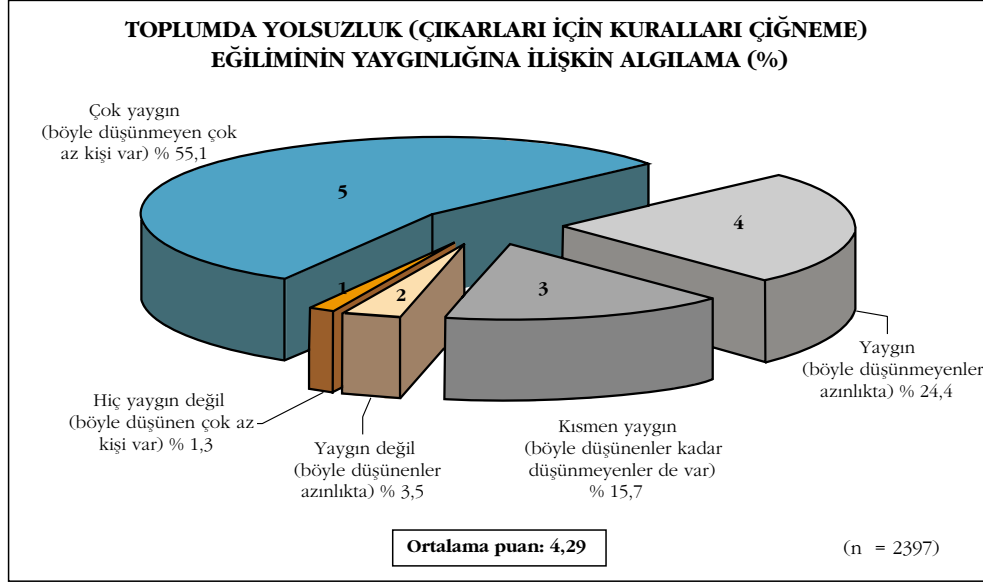 TOPLUMDA YOLSUZLUK (ÇIKARLARI İÇİN KURALLARI ÇİĞNEME)
EĞİLİMİNİN YAYGINLIĞINA İLİŞKİN ALGILAMA (%)
Çok yaygın
(böyle düşünmeyen çok
az kişi var) % 55,1
5
4
1
2
3
Yaygın
(böyle düşünmeyenler
azınlıkta) % 24,4
Hiç yaygın değil
(böyle düşünen çok az
kişi var) % 1,3
Yaygın değil
(böyle düşünenler
azınlıkta) % 3,5
Kısmen yaygın
(böyle düşünenler kadar
düşünmeyenler de var)
% 15,7
Ortalama puan: 4,29
(n = 2397)